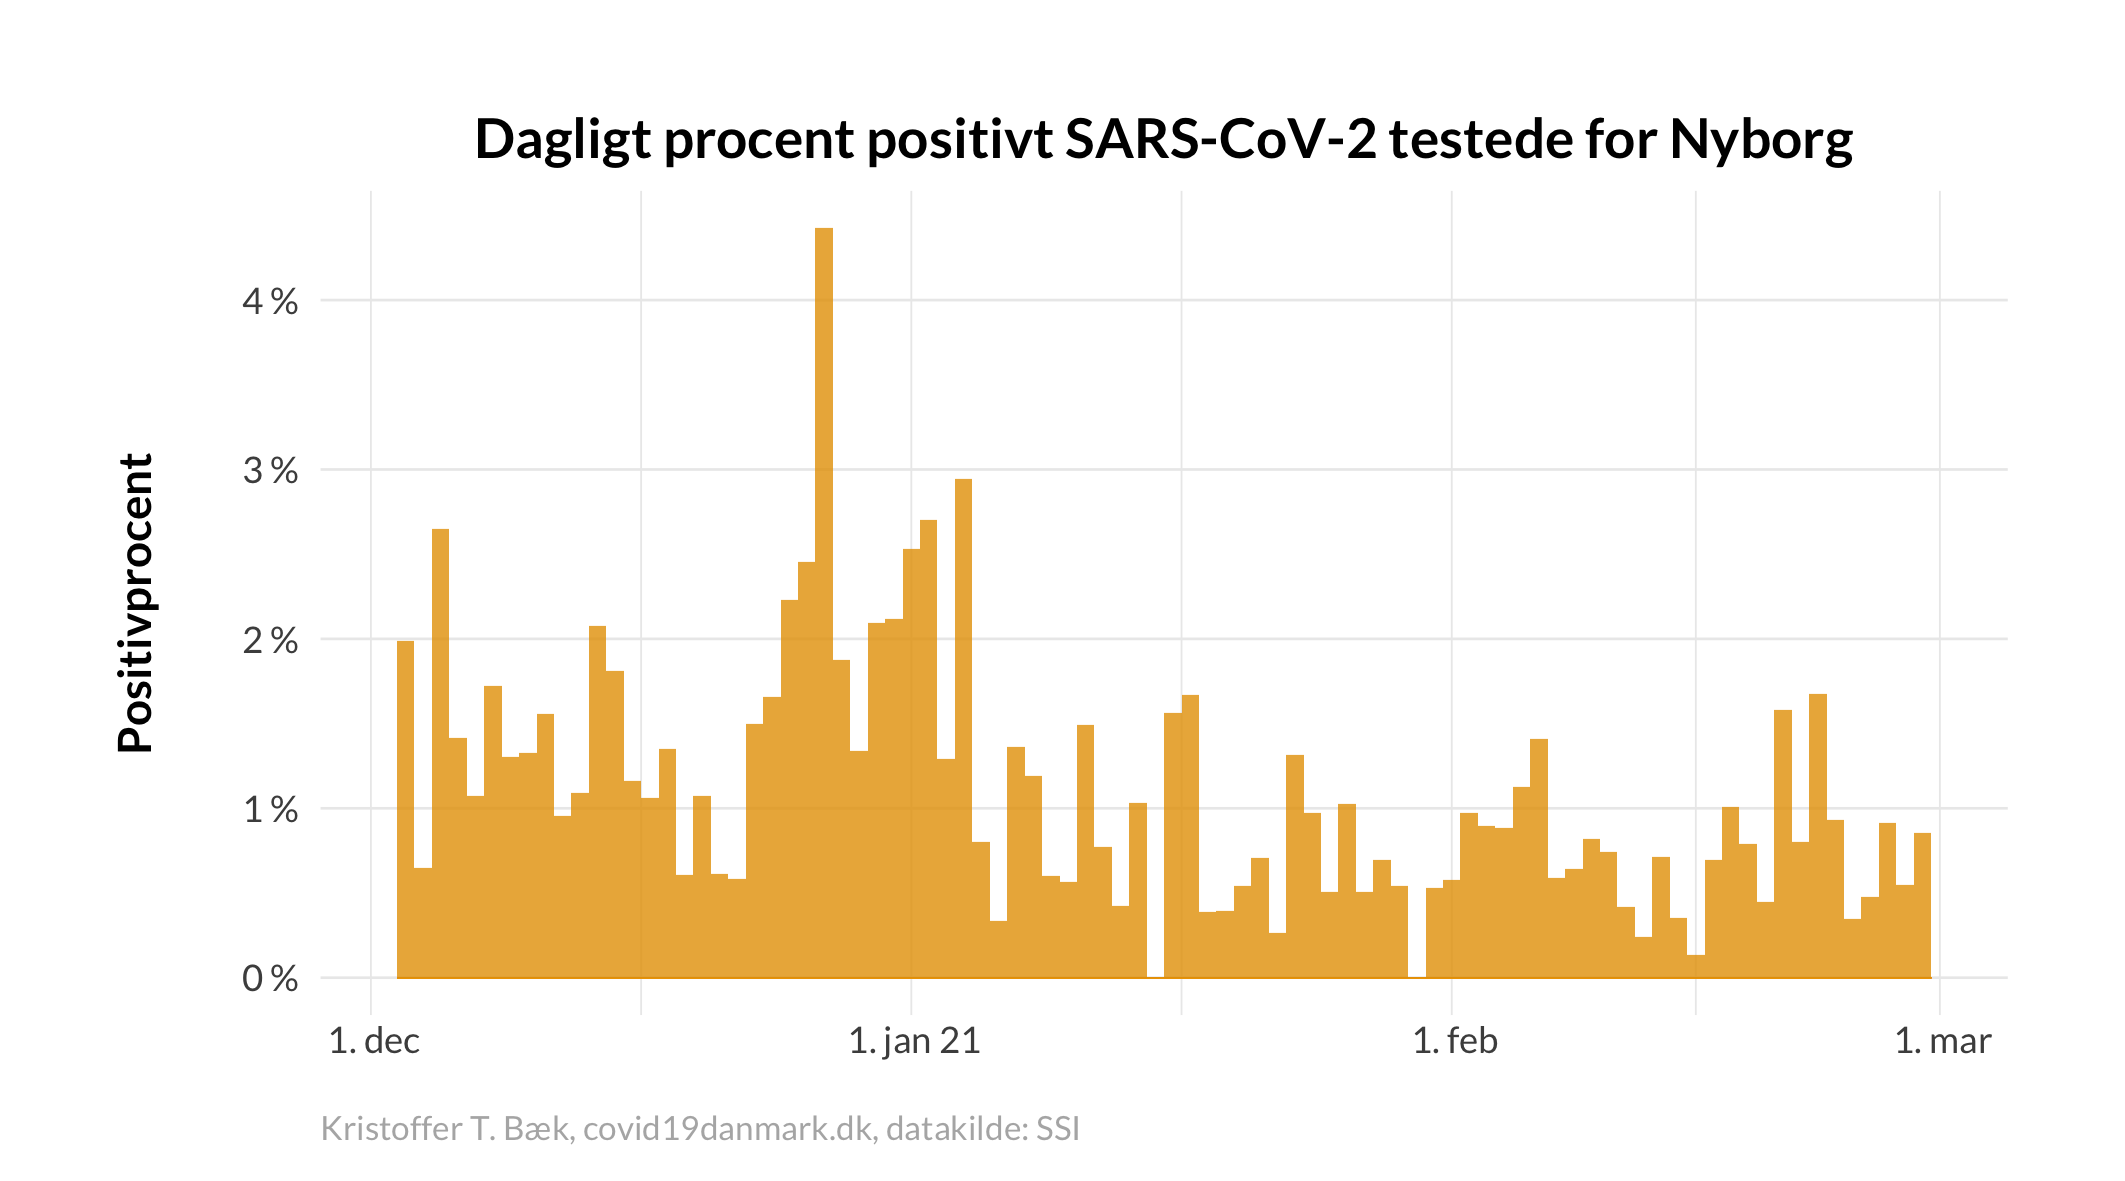 Dagligt procent positivt SARS-CoV-2 testede for Nyborg
Positivprocent
4 %
3 %
2 %
1 %
0 %
1. dec
1. jan 21
1. feb
1. mar
Kristoffer T. Bæk, covid19danmark.dk, datakilde: SSI